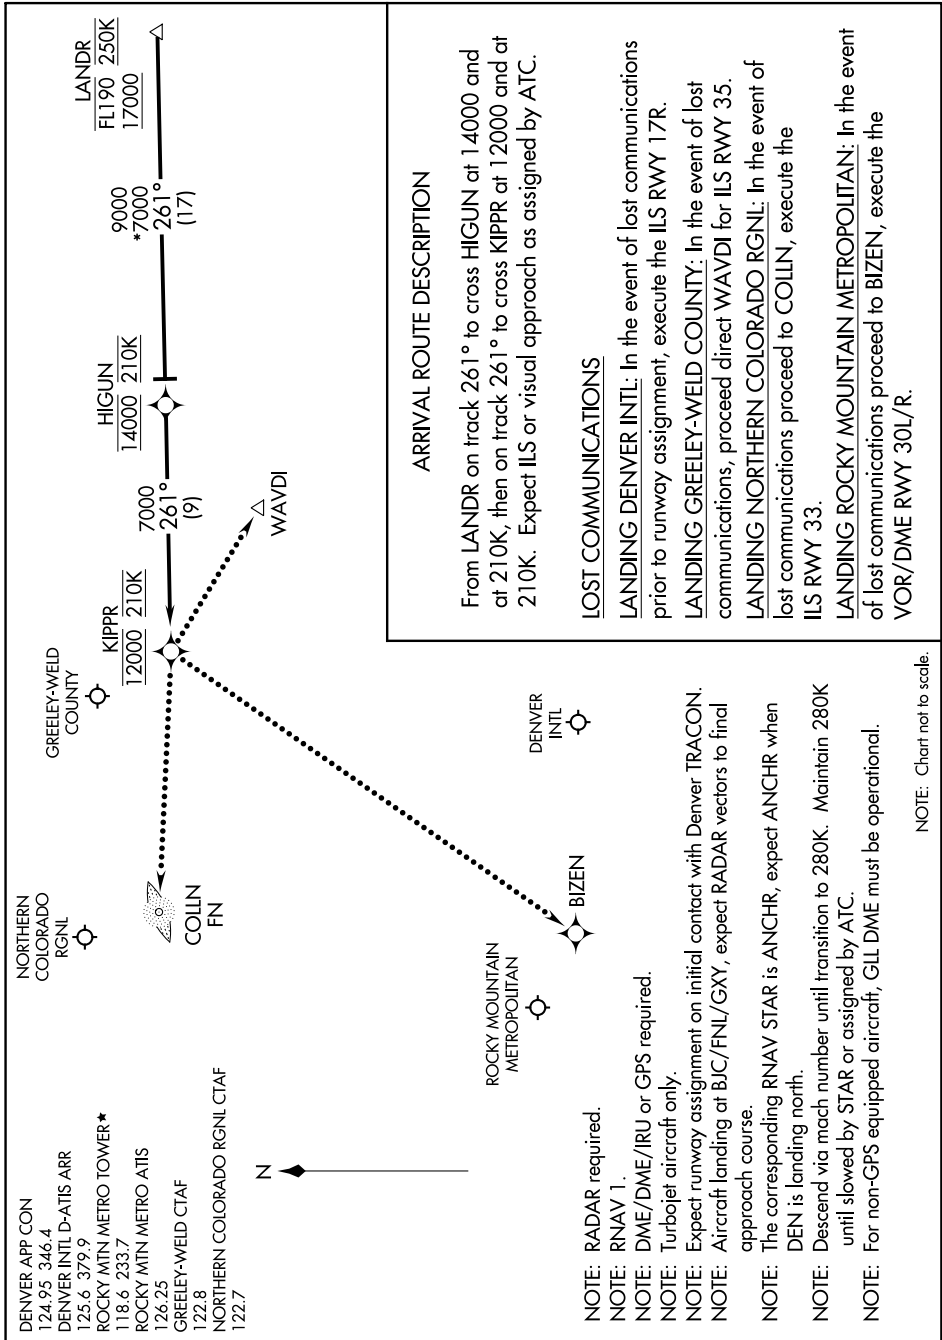 DENVER APP CON
124.95 346.4
DENVER INTL D-ATIS ARR
125.6 379.9
ROCKY MTN METRO TOWER★
118.6 233.7
ROCKY MTN METRO ATIS
126.25
GREELEY-WELD CTAF
122.8
NORTHERN COLORADO RGNL CTAF
122.7
N
NORTHERN
COLORADO
RGNL
GREELEY-WELD
COUNTY
COLLN
FN
KIPPR
12000 210K
7000
261°
(9)
HIGUN
14000 210K
9000
*7000
261°
(17)
LANDR
FL190 250K
17000
WAVDI
ROCKY MOUNTAIN
METROPOLITAN
BIZEN
DENVER
INTL
NOTE: RADAR required.
NOTE: RNAV 1.
NOTE: DME/DME/IRU or GPS required.
NOTE: Turbojet aircraft only.
NOTE: Expect runway assignment on initial contact with Denver TRACON.
NOTE: Aircraft landing at BJC/FNL/GXY, expect RADAR vectors to final
approach course.
NOTE: The corresponding RNAV STAR is ANCHR, expect ANCHR when
DEN is landing north.
NOTE: Descend via mach number until transition to 280K. Maintain 280K
until slowed by STAR or assigned by ATC.
NOTE: For non-GPS equipped aircraft, GLL DME must be operational.
NOTE: Chart not to scale.
ARRIVAL ROUTE DESCRIPTION
From LANDR on track 261° to cross HIGUN at 14000 and
at 210K, then on track 261° to cross KIPPR at 12000 and at
210K. Expect ILS or visual approach as assigned by ATC.
LOST COMMUNICATIONS
LANDING DENVER INTL: In the event of lost communications
prior to runway assignment, execute the ILS RWY 17R.
LANDING GREELEY-WELD COUNTY: In the event of lost
communications, proceed direct WAVDI for ILS RWY 35.
LANDING NORTHERN COLORADO RGNL: In the event of
lost communications proceed to COLLN, execute the
ILS RWY 33.
LANDING ROCKY MOUNTAIN METROPOLITAN: In the event
of lost communications proceed to BIZEN, execute the
VOR/DME RWY 30L/R.